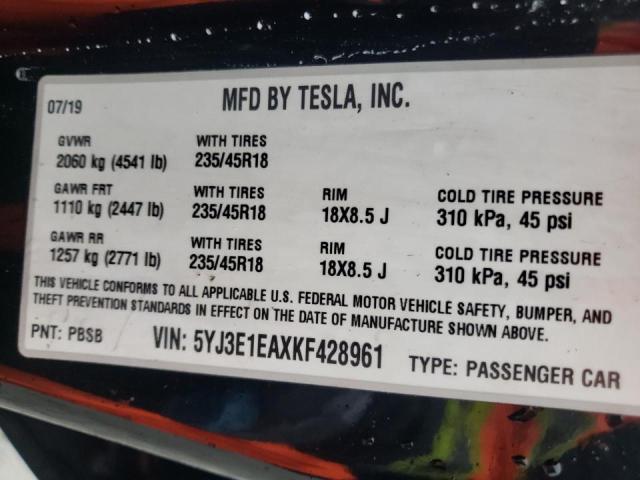 07/19 MFD BY TESLA, INC.
GVWR WITH TIRES
2060 kg (4541 lb) 235/45R18
GAWR FRT WITH TIRES RIM COLD TIRE PRESSURE
1110 kg (2447 lb) 235/45R18 18X8.5 J 310 kPa, 45 psi
GAWR RR WITH TIRES RIM COLD TIRE PRESSURE
1257 kg (2771 lb) 235/45R18 18X8.5 J 310 kPa, 45 psi
THIS VEHICLE CONFORMS TO ALL APPLICABLE U.S. FEDERAL MOTOR VEHICLE SAFETY, BUMPER, AND
THEFT PREVENTION STANDARDS IN EFFECT ON THE DATE OF MANUFACTURE SHOWN ABOVE.
PNT: PBSB VIN: 5YJ3E1EAXKF428961 TYPE: PASSENGER CAR